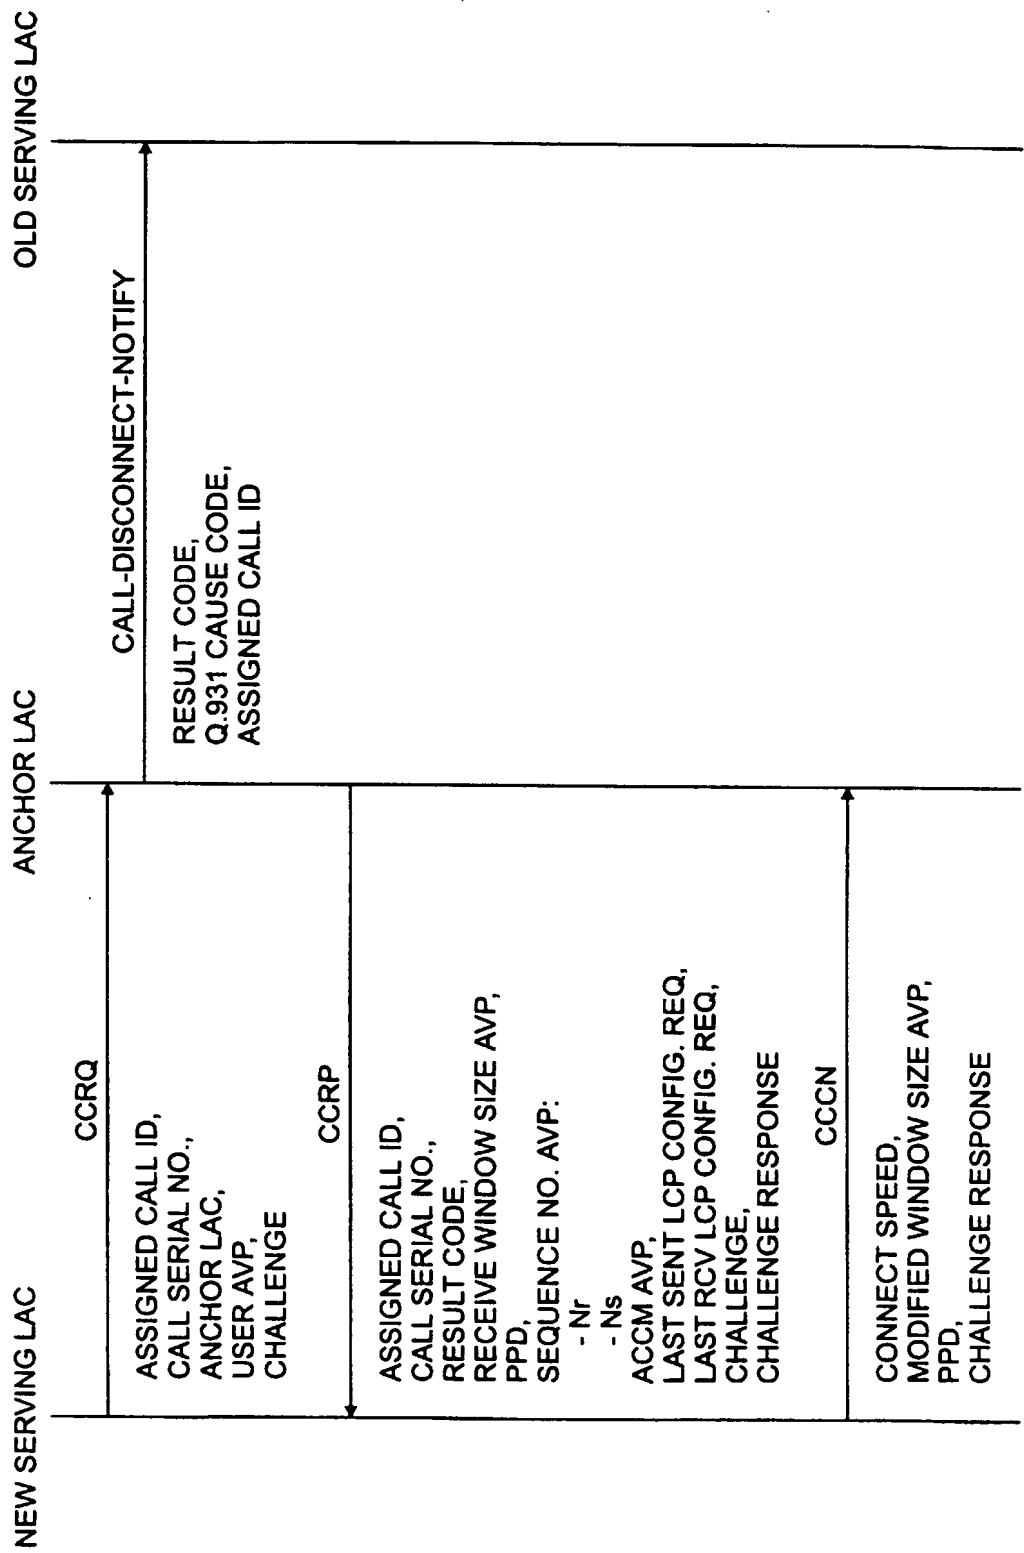 NEW SERVING LAC
ANCHOR LAC
OLD SERVING LAC
CCRQ
ASSIGNED CALL ID,
CALL SERIAL NO.,
ANCHOR LAC,
USER AVP,
CHALLENGE
CALL-DISCONNECT-NOTIFY
RESULT CODE,
Q.931 CAUSE CODE,
ASSIGNED CALL ID
CCRP
ASSIGNED CALL ID,
CALL SERIAL NO.,
RESULT CODE,
RECEIVE WINDOW SIZE AVP,
PPD,
SEQUENCE NO. AVP:
- Nr
- Ns
ACCM AVP,
LAST SENT LCP CONFIG. REQ,
LAST RCV LCP CONFIG. REQ,
CHALLENGE,
CHALLENGE RESPONSE
CCCN
CONNECT SPEED,
MODIFIED WINDOW SIZE AVP,
PPD,
CHALLENGE RESPONSE